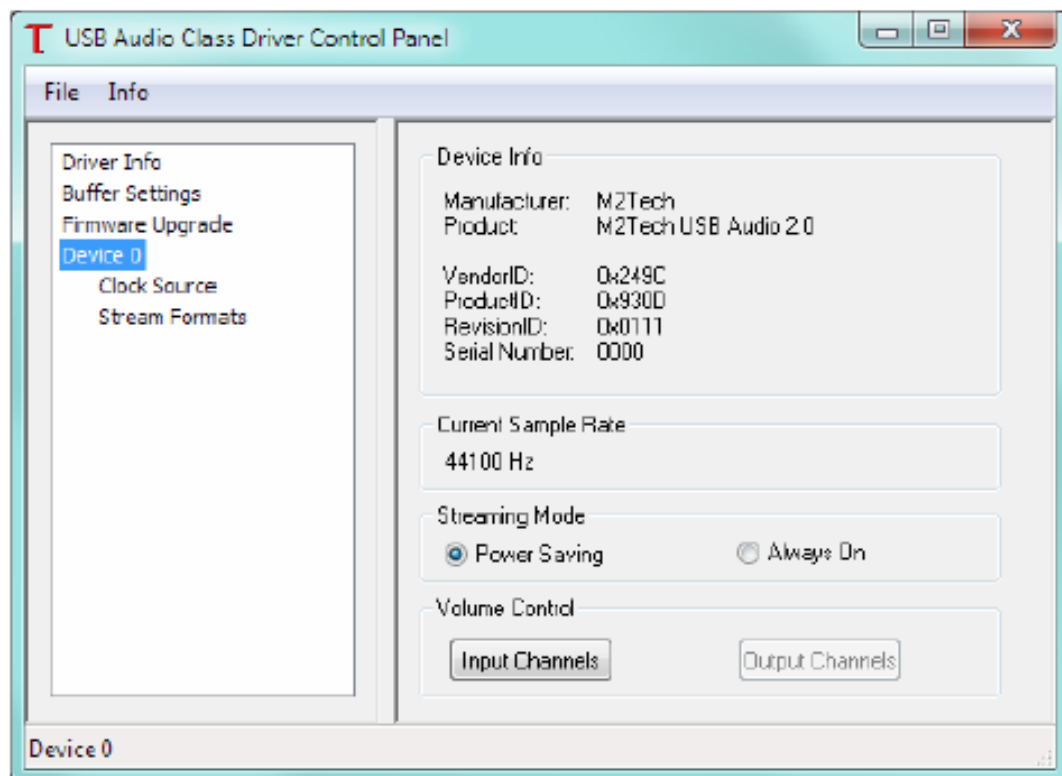 USB Audio Class Driver Control Panel
File Info
Driver Info
Buffer Settings
Firmware Upgrade
Device 0
Clock Source
Stream Formats
Device Info
Manufacturer: M2Tech
Product: M2Tech USB Audio 2.0
VendorID: 0x249C
ProductID: 0x930D
RevisionID: 0x0111
Serial Number: 0000
Current Sample Rate
44100 Hz
Streaming Mode
Power Saving Always On
Volume Control
Input Channels Output Channels
Device 0